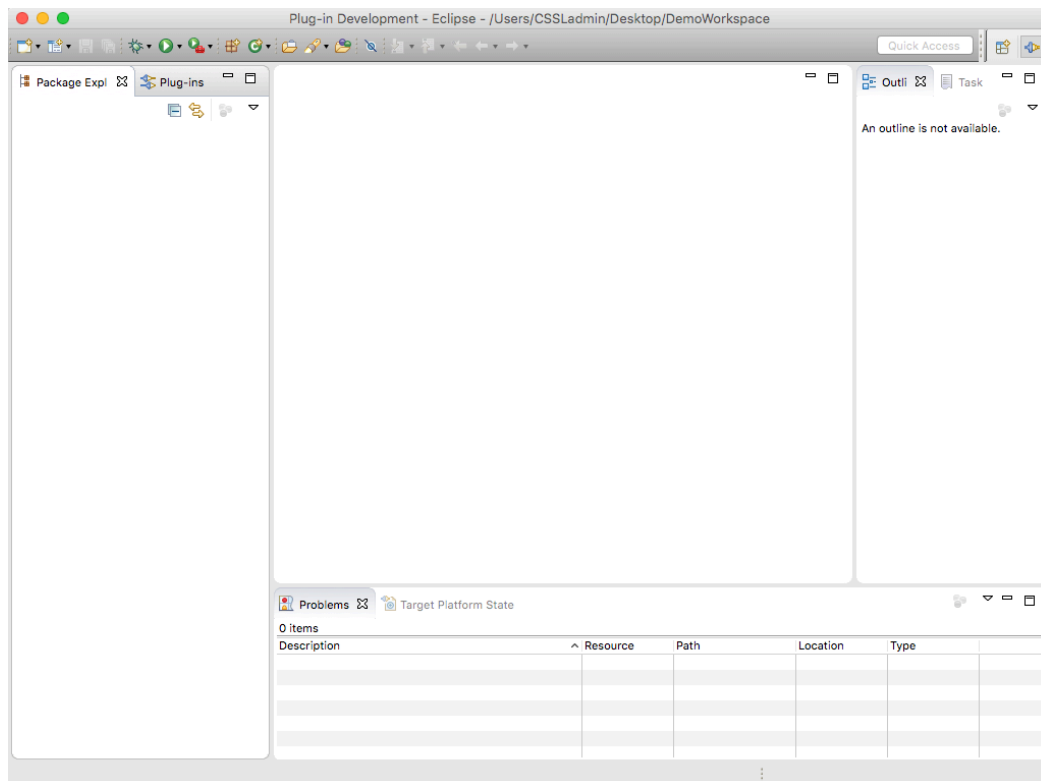 Plug-in Development - Eclipse - /Users/CSSLadmin/Desktop/DemoWorkspace
Quick Access
Package Expl
Plug-ins
Outli
Task
An outline is not available.
Problems
Target Platform State
0 items
Description Resource Path Location Type